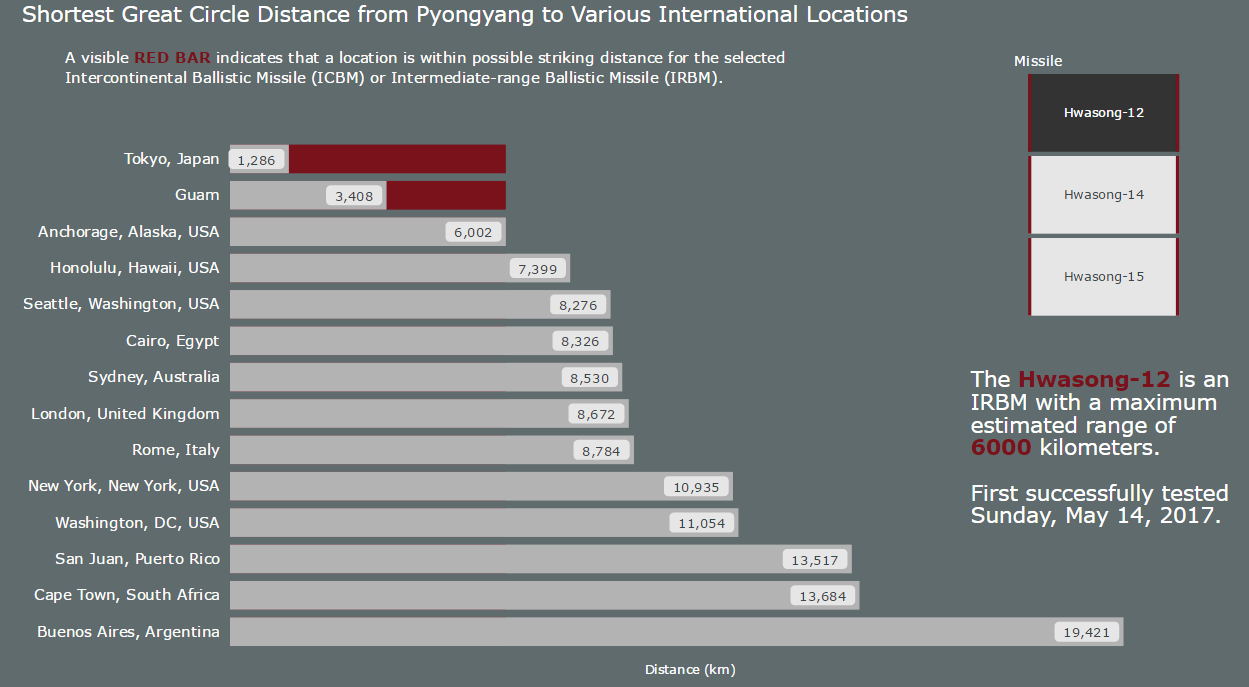 Shortest Great Circle Distance from Pyongyang to Various International Locations
A visible RED BAR indicates that a location is within possible striking distance for the selected
Intercontinental Ballistic Missile (ICBM) or Intermediate-range Ballistic Missile (IRBM).
Missile
Hwasong-12
Hwasong-14
Hwasong-15
Tokyo, Japan 1,286
Guam 3,408
Anchorage, Alaska, USA 6,002
Honolulu, Hawaii, USA 7,399
Seattle, Washington, USA 8,276
Cairo, Egypt 8,326
Sydney, Australia 8,530
London, United Kingdom 8,672
Rome, Italy 8,784
New York, New York, USA 10,935
Washington, DC, USA 11,054
San Juan, Puerto Rico 13,517
Cape Town, South Africa 13,684
Buenos Aires, Argentina 19,421
Distance (km)
The Hwasong-12 is an
IRBM with a maximum
estimated range of
6000 kilometers.
First successfully tested
Sunday, May 14, 2017.